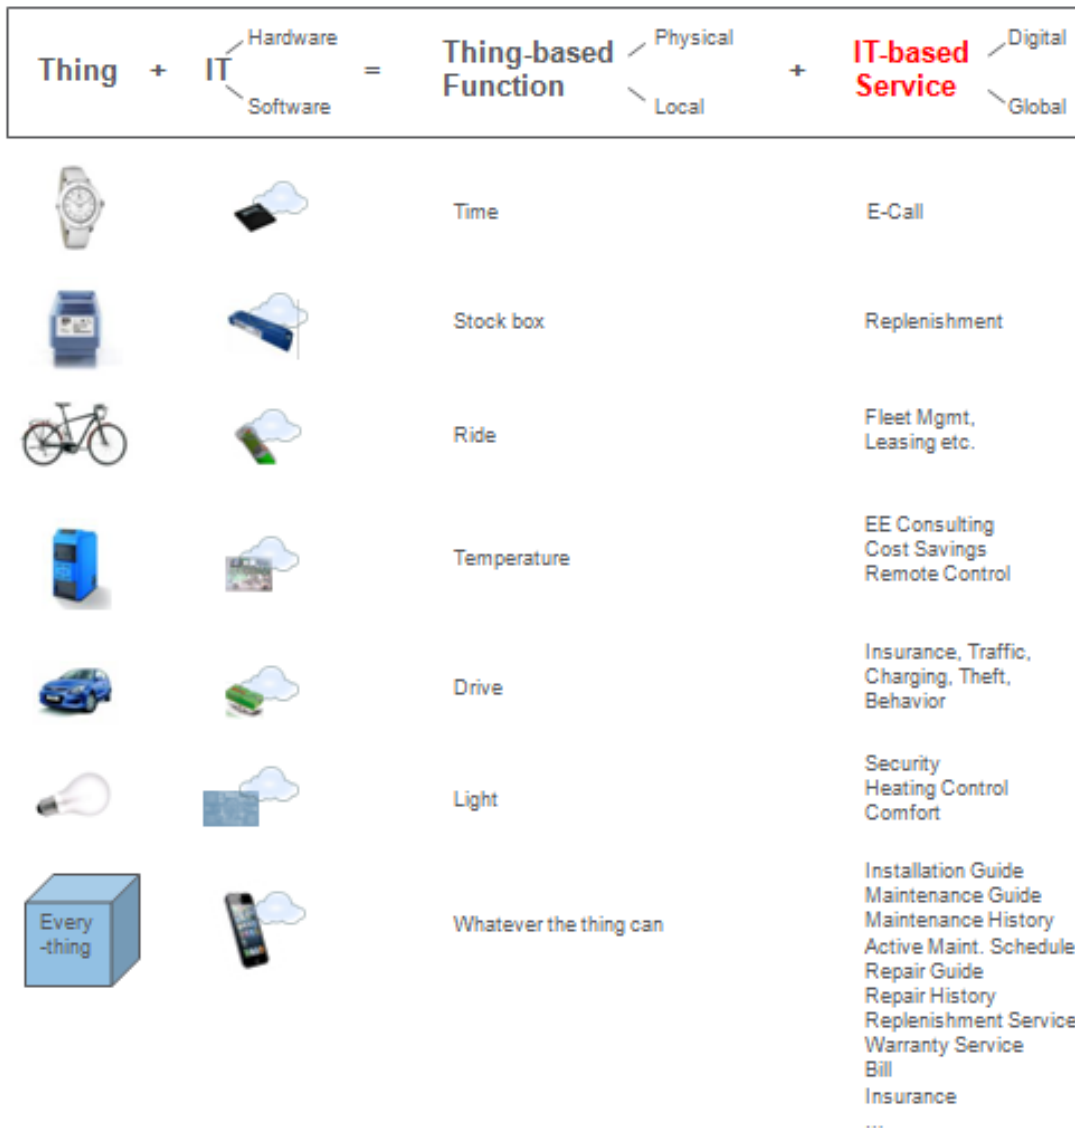 Hardware
Physical
Digital
Thing + IT = Thing-based Function + IT-based Service
Software
Local
Global
Time
E-Call
Stock box
Replenishment
Ride
Fleet Mgmt,
Leasing etc.
Temperature
EE Consulting
Cost Savings
Remote Control
Drive
Insurance, Traffic,
Charging, Theft,
Behavior
Light
Security
Heating Control
Comfort
Every
-thing
Whatever the thing can
Installation Guide
Maintenance Guide
Maintenance History
Active Maint. Schedule
Repair Guide
Repair History
Replenishment Service
Warranty Service
Bill
Insurance
...